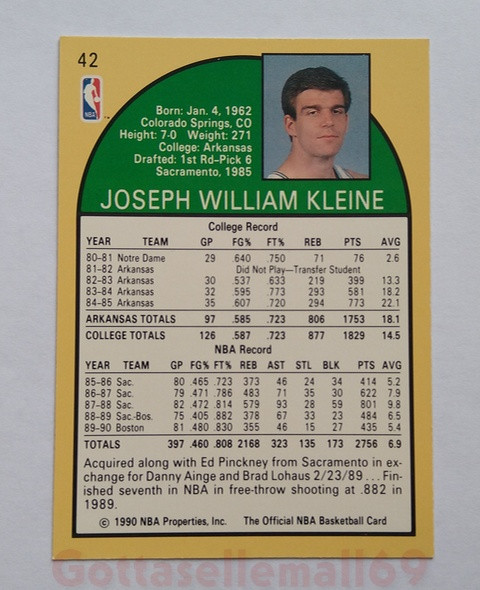 42
NBA
Born: Jan. 4, 1962
Colorado Springs, CO
Height: 7-0 Weight: 271
College: Arkansas
Drafted: 1st Rd-Pick 6
Sacramento, 1985
JOSEPH WILLIAM KLEINE
College Record
YEAR TEAM GP FG% FT% REB PTS AVG
80-81 Notre Dame 29 .640 .750 71 76 2.6
81-82 Arkansas Did Not Play—Transfer Student
82-83 Arkansas 30 .537 .633 219 399 13.3
83-84 Arkansas 32 .595 .773 293 581 18.2
84-85 Arkansas 35 .607 .720 294 773 22.1
ARKANSAS TOTALS 97 .585 .723 806 1753 18.1
COLLEGE TOTALS 126 .587 .723 877 1829 14.5
NBA Record
YEAR TEAM GP FG% FT% REB AST STL BLK PTS AVG
85-86 Sac. 80 .465 .723 373 46 24 34 414 5.2
86-87 Sac. 79 .471 .786 483 71 35 30 622 7.9
87-88 Sac. 82 .472 .814 579 93 28 59 801 9.8
88-89 Sac.-Bos. 75 .405 .882 378 67 33 23 484 6.5
89-90 Boston 81 .480 .830 355 46 15 27 435 5.4
TOTALS 397 .460 .808 2168 323 135 173 2756 6.9
Acquired along with Ed Pinckney from Sacramento in ex-
change for Danny Ainge and Brad Lohaus 2/23/89 ... Fin-
ished seventh in NBA in free-throw shooting at .882 in
1989.
© 1990 NBA Properties, Inc. The Official NBA Basketball Card
Gottasellemall69